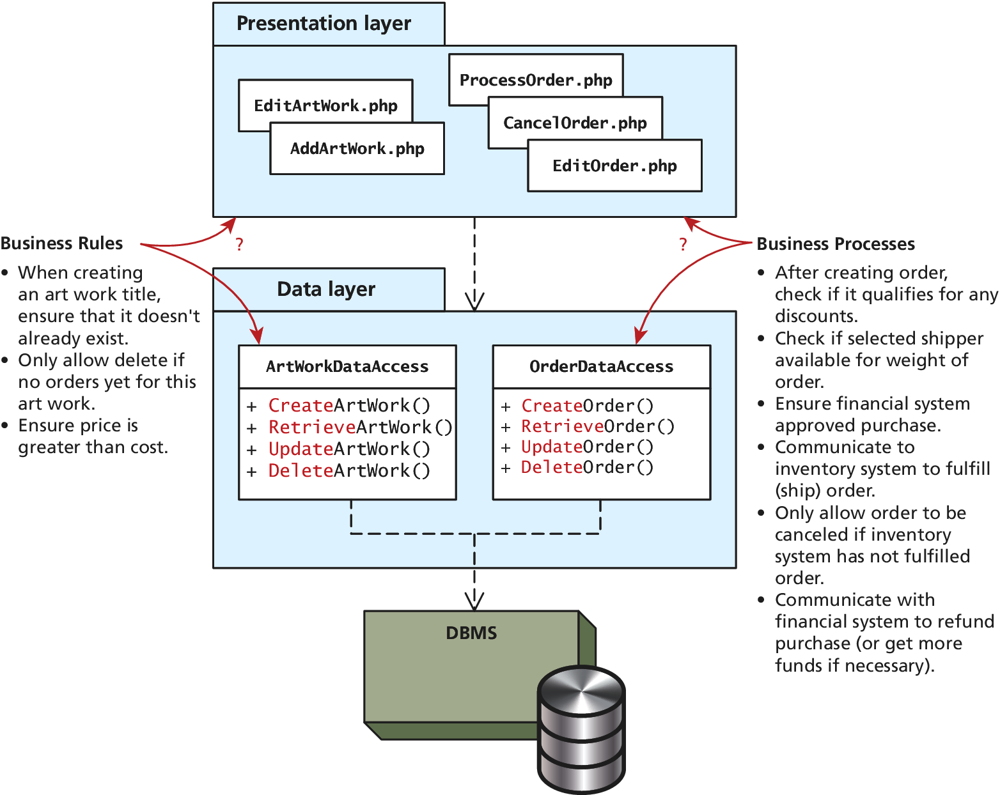 Presentation layer
EditArtWork.php
AddArtWork.php
ProcessOrder.php
CancelOrder.php
EditOrder.php
Business Rules
?
• When creating
an art work title,
ensure that it doesn't
already exist.
• Only allow delete if
no orders yet for this
art work.
• Ensure price is
greater than cost.
?
Business Processes
• After creating order,
check if it qualifies for any
discounts.
• Check if selected shipper
available for weight of
order.
• Ensure financial system
approved purchase.
• Communicate to
inventory system to fulfill
(ship) order.
• Only allow order to be
canceled if inventory
system has not fulfilled
order.
• Communicate with
financial system to refund
purchase (or get more
funds if necessary).
Data layer
ArtWorkDataAccess
+ CreateArtWork()
+ RetrieveArtWork()
+ UpdateArtWork()
+ DeleteArtWork()
OrderDataAccess
+ CreateOrder()
+ RetrieveOrder()
+ UpdateOrder()
+ DeleteOrder()
DBMS